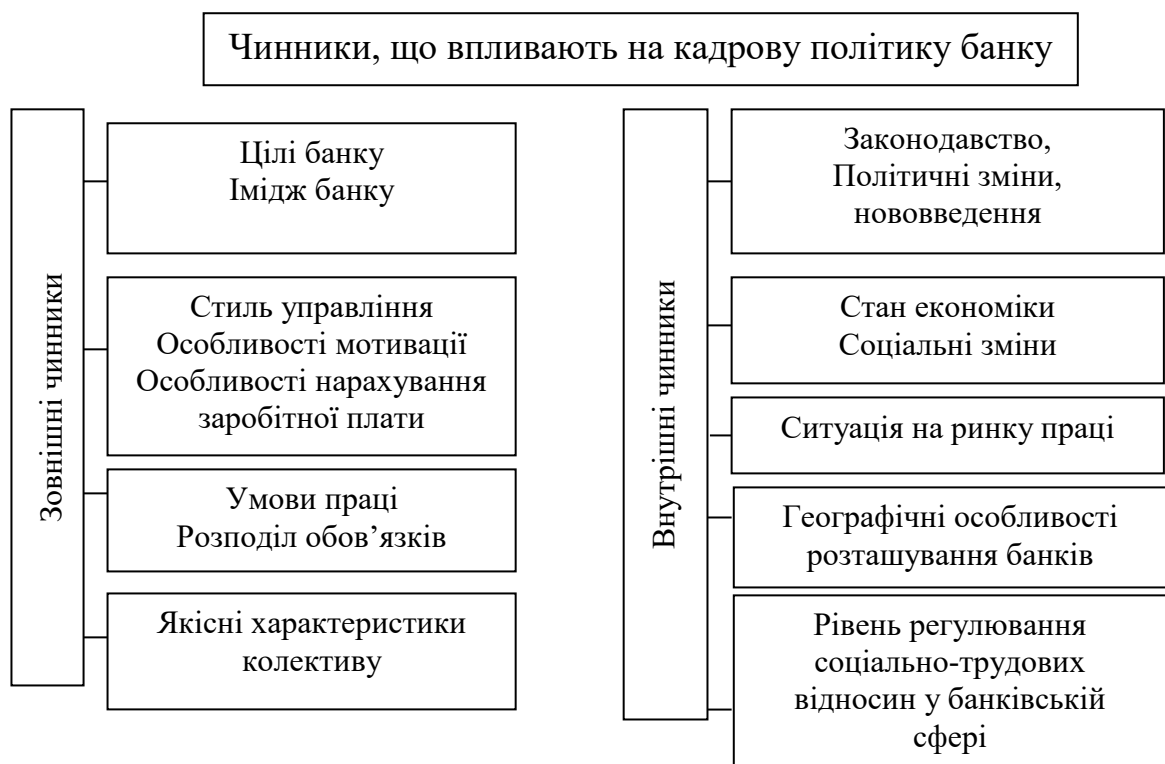 Чинники, що впливають на кадрову політику банку
Зовнішні чинники
Цілі банку
Імідж банку
Стиль управління
Особливості мотивації
Особливості нарахування
заробітної плати
Умови праці
Розподіл обов’язків
Якісні характеристики
колективу
Внутрішні чинники
Законодавство,
Політичні зміни,
нововведення
Стан економіки
Соціальні зміни
Ситуація на ринку праці
Географічні особливості
розташування банків
Рівень регулювання
соціально-трудових
відносин у банківській
сфері